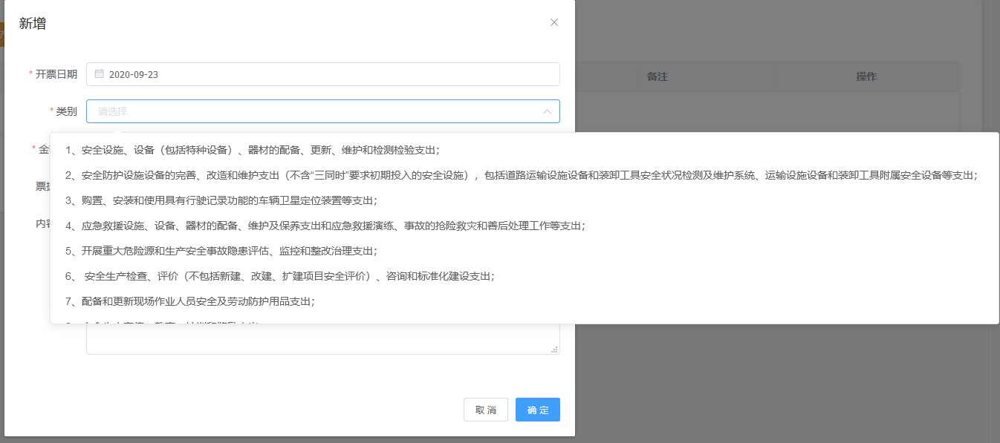 新增
* 开票日期 2020-09-23
备注 操作
* 类别 请选择
* 金
1、安全设施、设备（包括特种设备）、器材的配备、更新、维护和检测检验支出；
2、安全防护设施设备的完善、改造和维护支出（不含“三同时”要求初期投入的安全设施），包括道路运输设施设备和装卸工具安全状况检测及维护系统、运输设施设备和装卸工具附属安全设备等支出；
票
3、购置、安装和使用具有行驶记录功能的车辆卫星定位装置等支出；
内
4、应急救援设施、设备、器材的配备、维护及保养支出和应急救援演练、事故的抢险救灾和善后处理工作等支出；
5、开展重大危险源和生产安全事故隐患评估、监控和整改治理支出；
6、 安全生产检查、评价（不包括新建、改建、扩建项目安全评价）、咨询和标准化建设支出；
7、配备和更新现场作业人员安全及劳动防护用品支出；
取 消 确 定